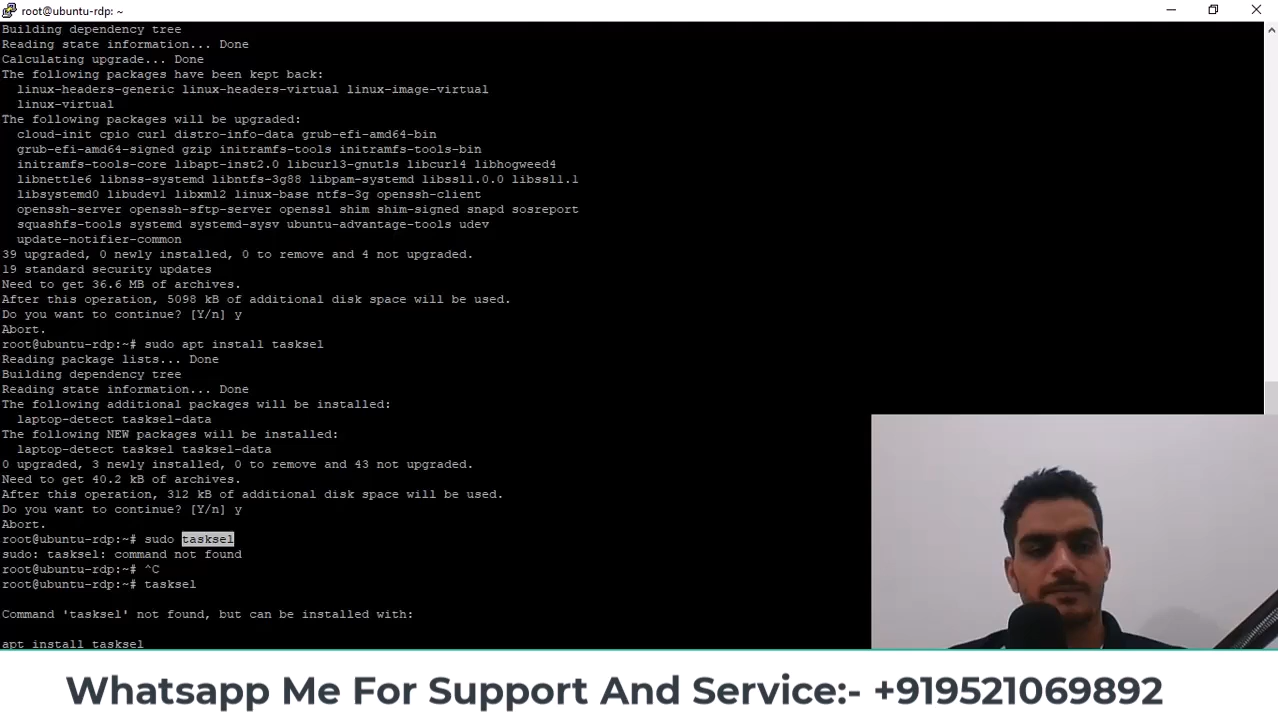 root@ubuntu-rdp: ~
Building dependency tree
Reading state information... Done
Calculating upgrade... Done
The following packages have been kept back:
  linux-headers-generic linux-headers-virtual linux-image-virtual
  linux-virtual
The following packages will be upgraded:
  cloud-init cpio curl distro-info-data grub-efi-amd64-bin
  grub-efi-amd64-signed gzip initramfs-tools initramfs-tools-bin
  initramfs-tools-core libapt-inst2.0 libcurl3-gnutls libcurl4 libhogweed4
  libnettle6 libnss-systemd libntfs-3g88 libpam-systemd libssl1.0.0 libssl1.1
  libsystemd0 libudev1 libxml2 linux-base ntfs-3g openssh-client
  openssh-server openssh-sftp-server openssl shim shim-signed snapd sosreport
  squashfs-tools systemd systemd-sysv ubuntu-advantage-tools udev
  update-notifier-common
39 upgraded, 0 newly installed, 0 to remove and 4 not upgraded.
19 standard security updates
Need to get 36.6 MB of archives.
After this operation, 5098 kB of additional disk space will be used.
Do you want to continue? [Y/n] y
Abort.
root@ubuntu-rdp:~# sudo apt install tasksel
Reading package lists... Done
Building dependency tree
Reading state information... Done
The following additional packages will be installed:
  laptop-detect tasksel-data
The following NEW packages will be installed:
  laptop-detect tasksel tasksel-data
0 upgraded, 3 newly installed, 0 to remove and 43 not upgraded.
Need to get 40.2 kB of archives.
After this operation, 312 kB of additional disk space will be used.
Do you want to continue? [Y/n] y
Abort.
root@ubuntu-rdp:~# sudo tasksel
sudo: tasksel: command not found
root@ubuntu-rdp:~# ^C
root@ubuntu-rdp:~# tasksel
Command 'tasksel' not found, but can be installed with:
apt install tasksel
Whatsapp Me For Support And Service:- +919521069892